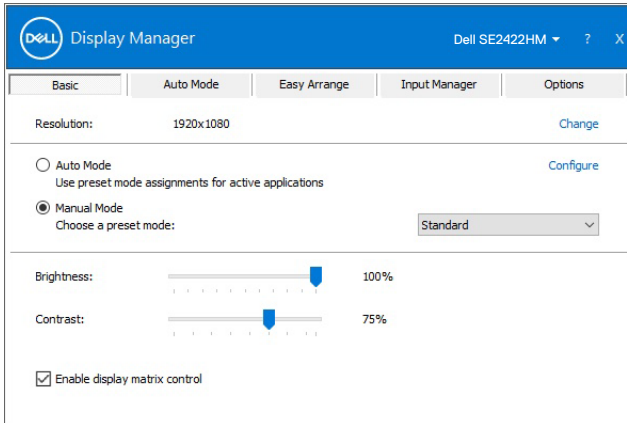 DELL Display Manager Dell SE2422HM ? X
Basic Auto Mode Easy Arrange Input Manager Options
Resolution: 1920x1080 Change
Auto Mode Configure
Use preset mode assignments for active applications
Manual Mode
Choose a preset mode: Standard
Brightness: 100%
Contrast: 75%
Enable display matrix control